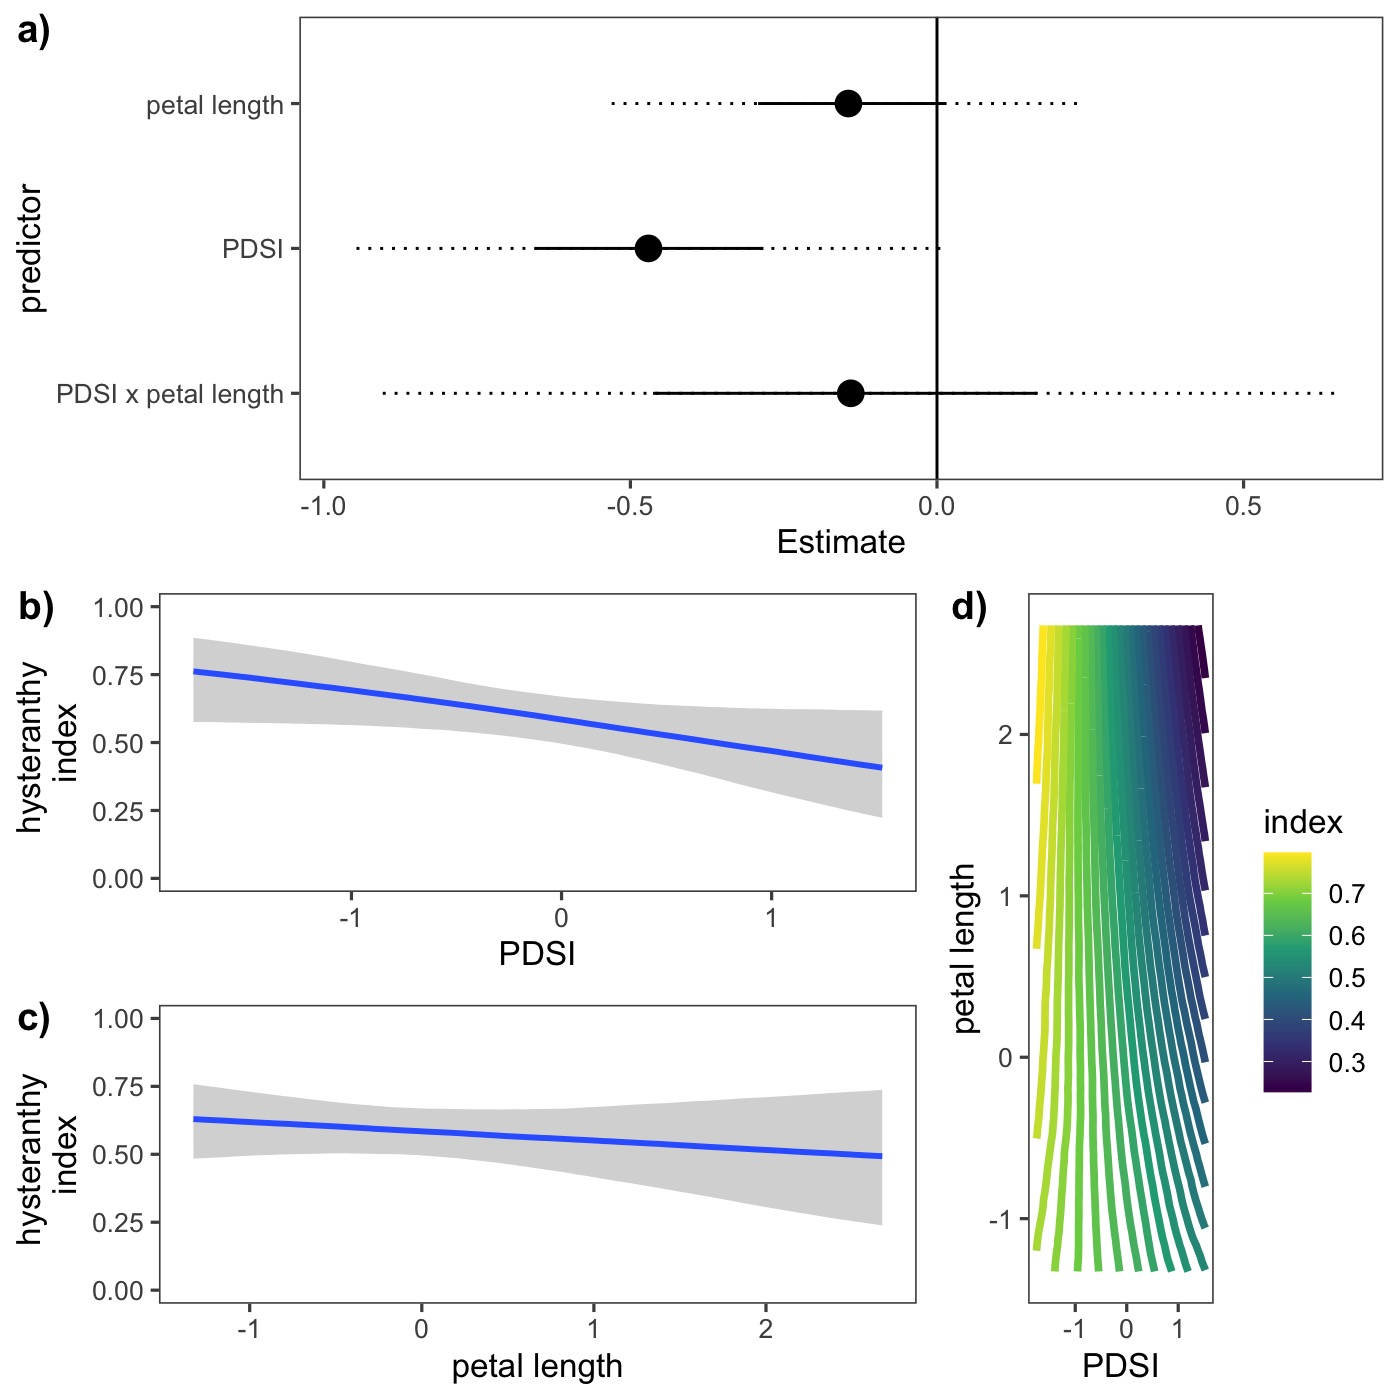 a)
predictor
petal length
PDSI
PDSI x petal length
-1.0 -0.5 0.0 0.5
Estimate
b)
hysteranthy
index
1.00
0.75
0.50
0.25
0.00
-1 0 1
PDSI
c)
hysteranthy
index
1.00
0.75
0.50
0.25
0.00
-1 0 1 2
petal length
d)
petal length
2
1
0
-1
-1 0 1
PDSI
index
0.7
0.6
0.5
0.4
0.3